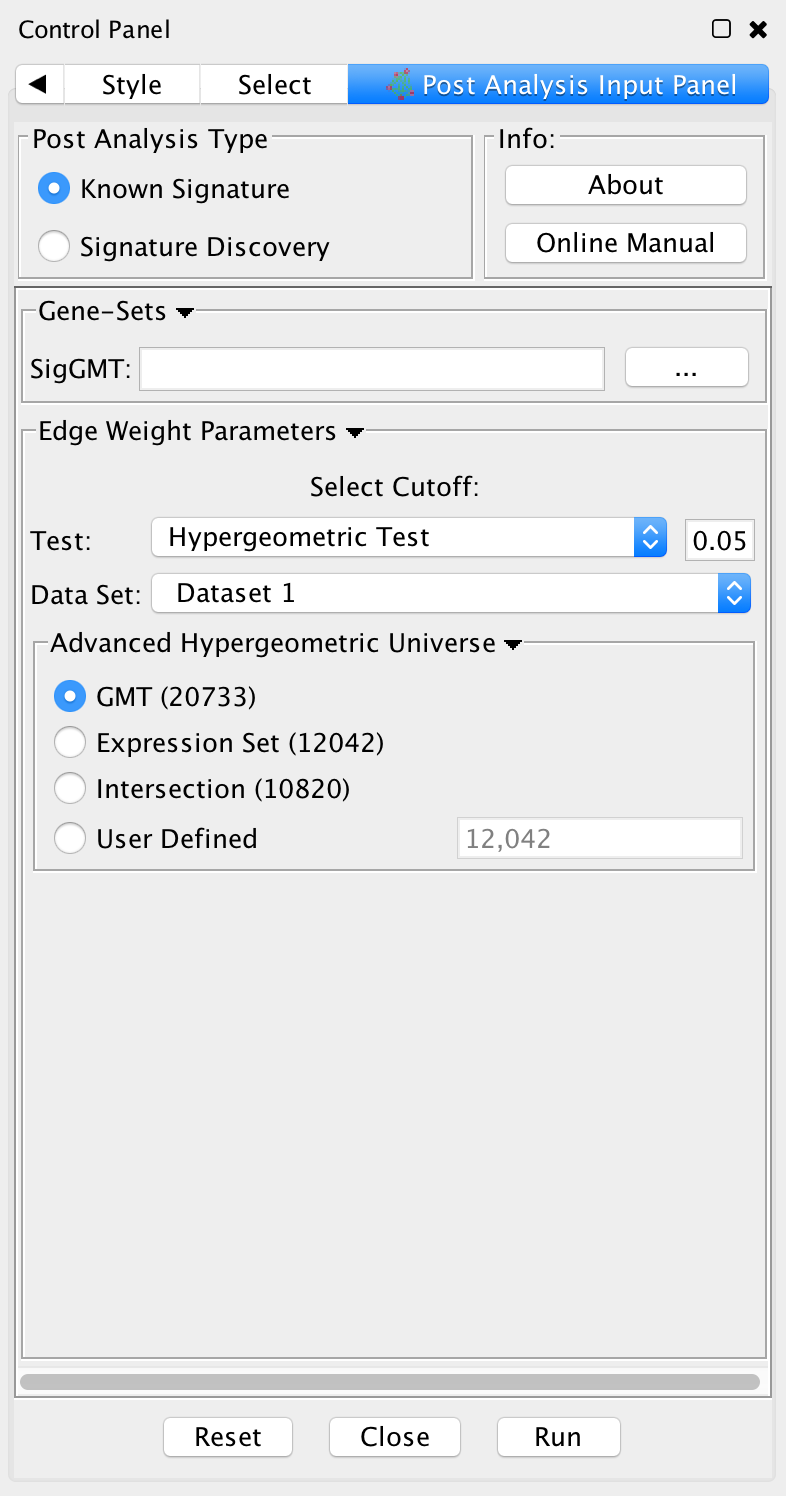 Control Panel
Style Select Post Analysis Input Panel
Post Analysis Type
Known Signature
Signature Discovery
Info:
About
Online Manual
Gene-Sets
SigGMT: ...
Edge Weight Parameters
Select Cutoff:
Test: Hypergeometric Test 0.05
Data Set: Dataset 1
Advanced Hypergeometric Universe
GMT (20733)
Expression Set (12042)
Intersection (10820)
User Defined 12,042
Reset Close Run